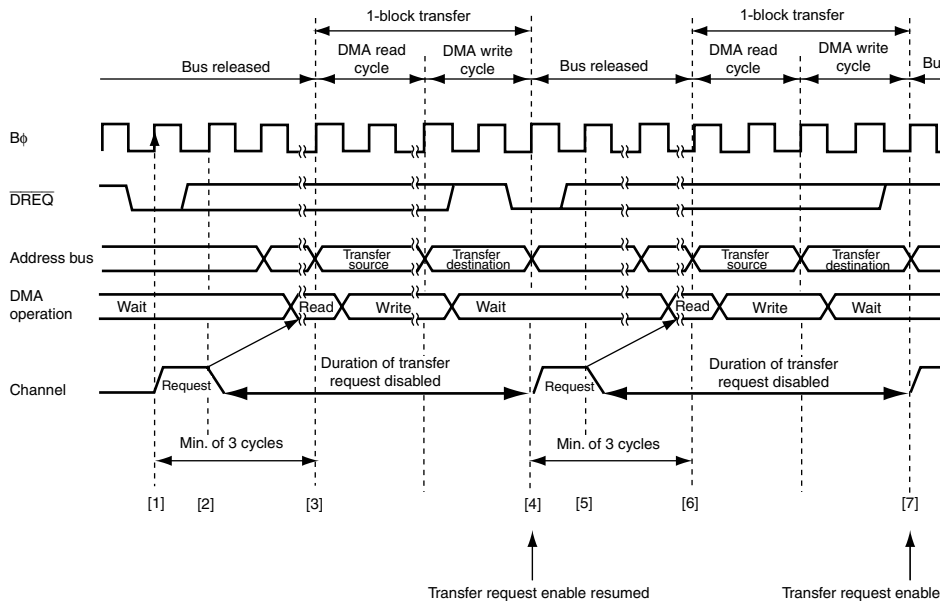 1-block transfer 1-block transfer
DMA read cycle DMA write cycle DMA read cycle DMA write cycle
Bus released Bus released Bu
Bϕ
DREQ
Address bus Transfer source Transfer destination Transfer source Transfer destination
DMA operation Wait Read Write Wait Read Write Wait
Channel Request Duration of transfer request disabled Request Duration of transfer request disabled
Min. of 3 cycles Min. of 3 cycles
[1] [2] [3] [4] [5] [6] [7]
Transfer request enable resumed Transfer request enable